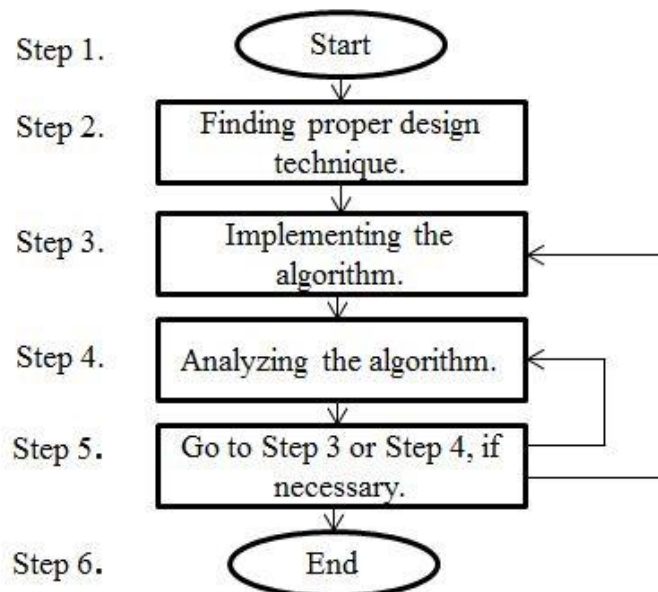 Step 1.
Start
Step 2.
Finding proper design
technique.
Step 3.
Implementing the
algorithm.
Step 4.
Analyzing the algorithm.
Step 5.
Go to Step 3 or Step 4, if
necessary.
Step 6.
End